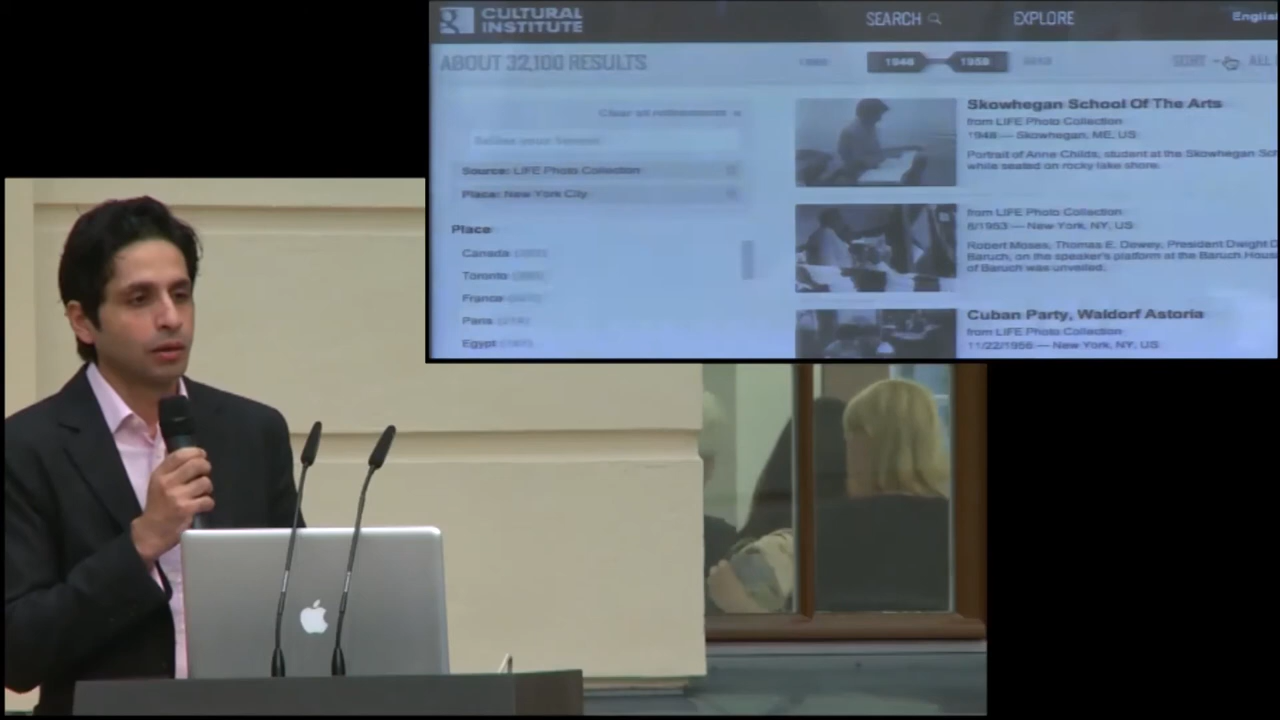 CULTURAL
INSTITUTE
SEARCH
EXPLORE
ABOUT 32,100 RESULTS
ALL
Clear all refinements
Source: LIFE Photo Collection
Place: New York City
Place
Canada
Toronto
France
Paris
Egypt
Skowhegan School Of The Arts
from LIFE Photo Collection
1948 — Skowhegan, ME, US
Portrait of Anne Childs, student at the Skowhegan
while seated on rocky lake shore.
from LIFE Photo Collection
6/1953 — New York, NY, US
Robert Moses, Thomas E. Dewey, President Dwight
Baruch, on the speaker's platform at the Baruch
of Baruch was unveiled.
Cuban Party, Waldorf Astoria
from LIFE Photo Collection
11/22/1956 — New York, NY, US